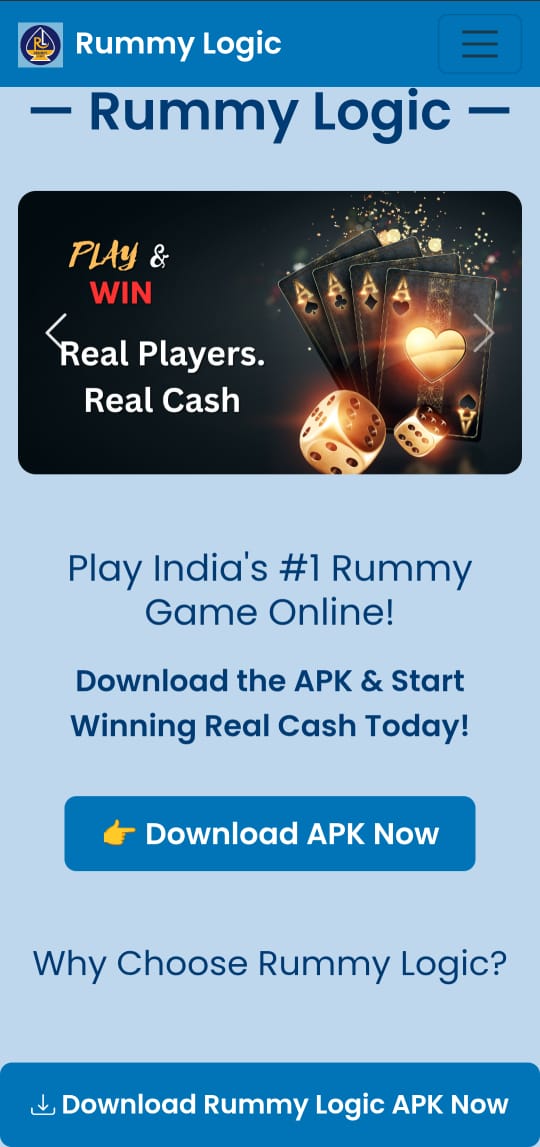 Rummy Logic
— Rummy Logic —
PLAY &
WIN
Real Players.
Real Cash
Play India's #1 Rummy
Game Online!
Download the APK & Start
Winning Real Cash Today!
👉 Download APK Now
Why Choose Rummy Logic?
Download Rummy Logic APK Now